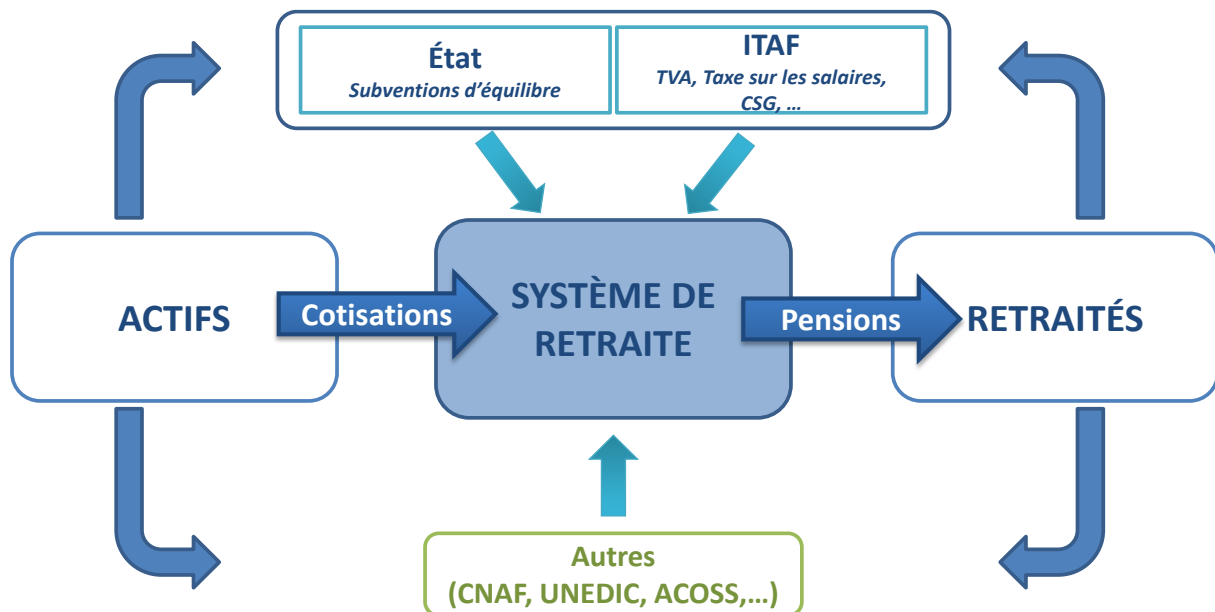 État
Subventions d'équilibre
ITAF
TVA, Taxe sur les salaires,
CSG, ...
ACTIFS
Cotisations
SYSTÈME DE
RETRAITE
Pensions
RETRAITÉS
Autres
(CNAF, UNEDIC, ACOSS,...)